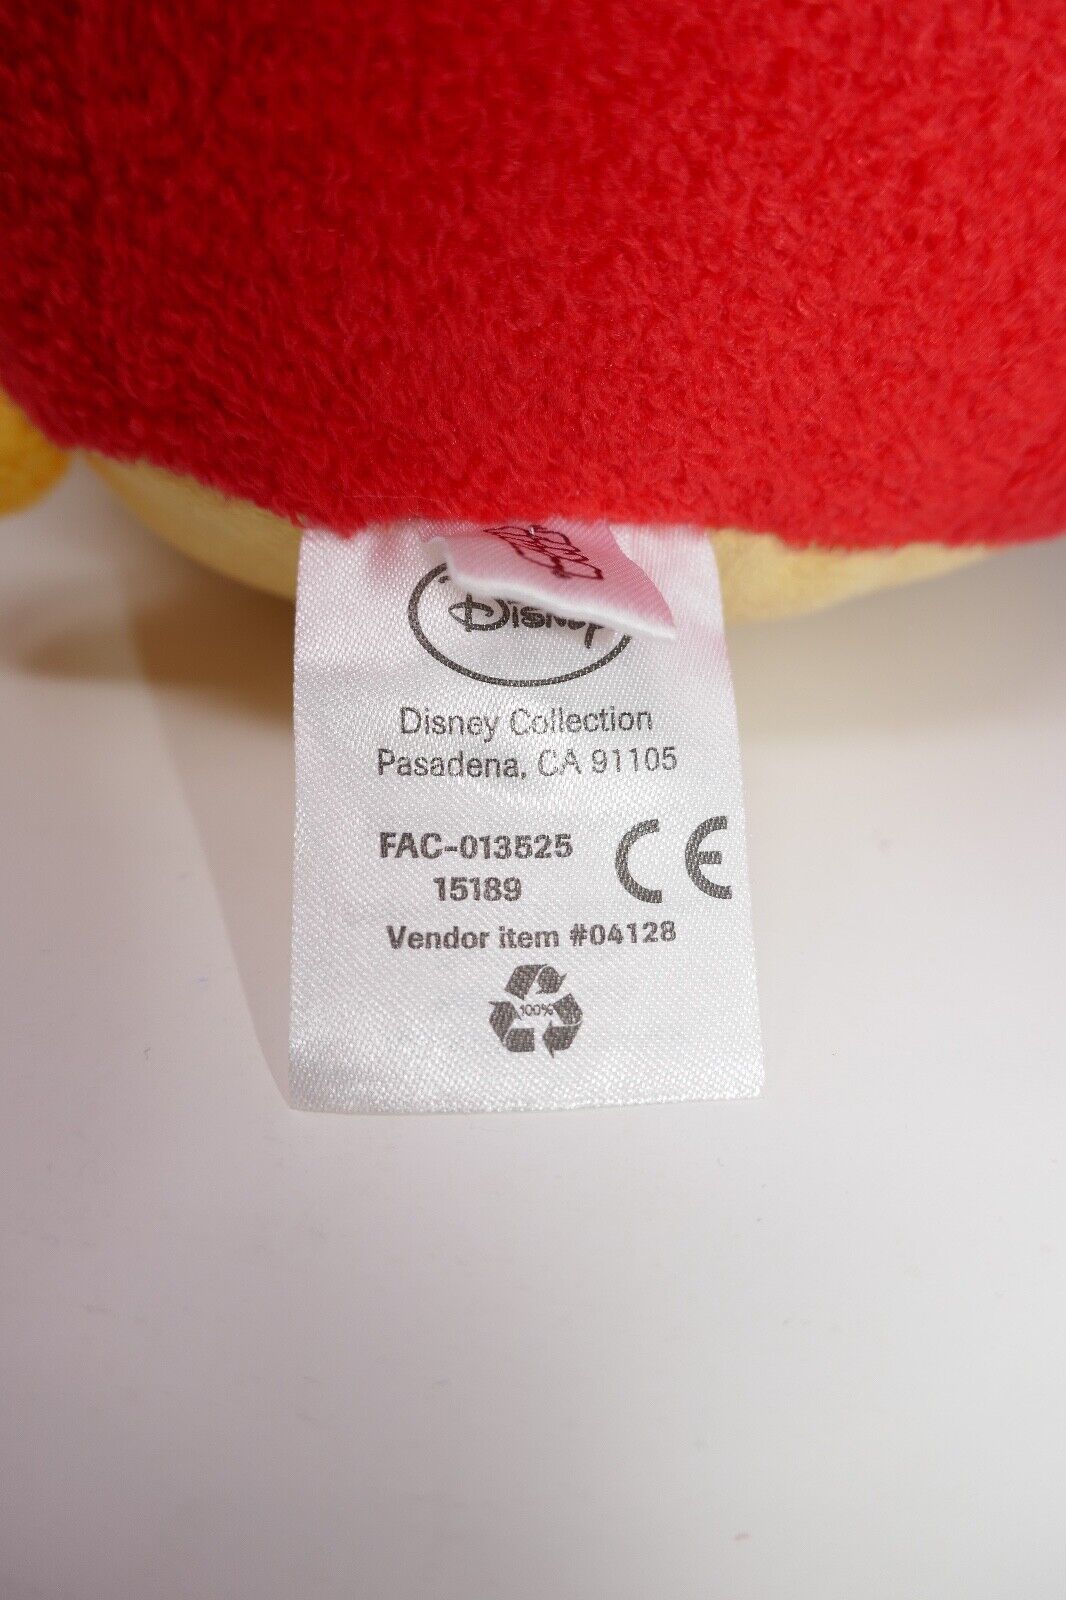 Disney
Disney Collection
Pasadena, CA 91105
FAC-013525
15189
CE
Vendor item #04128
100%